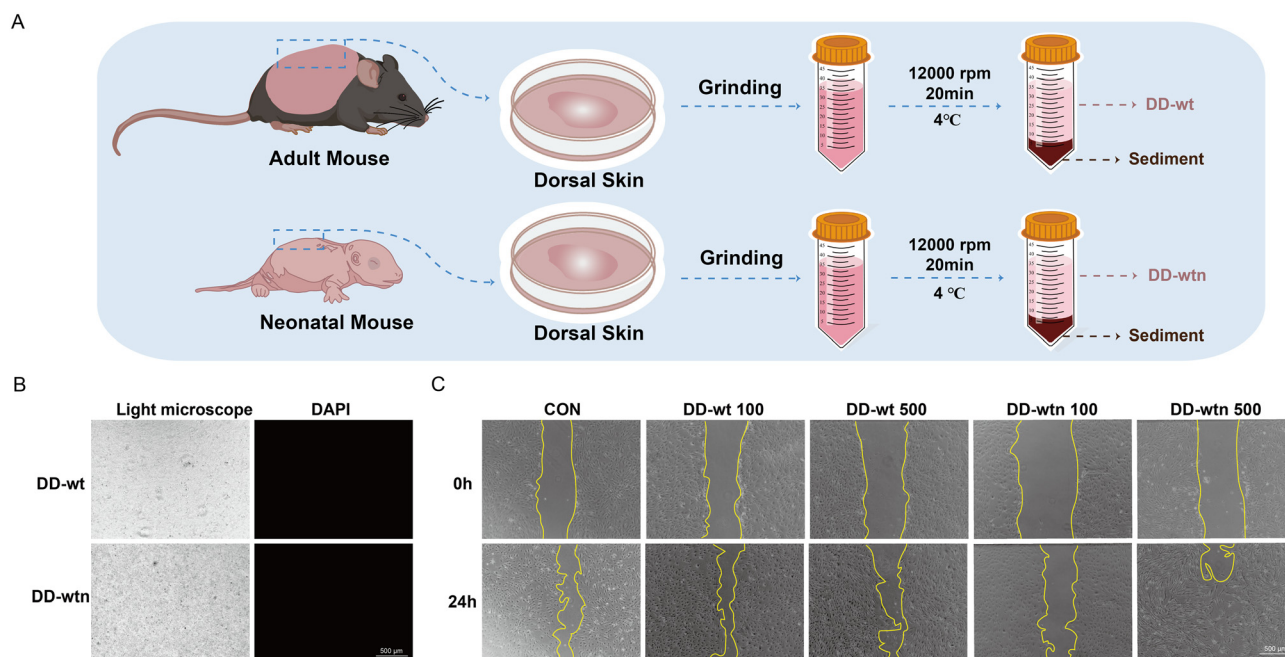 A
Adult Mouse
Dorsal Skin
Grinding
12000 rpm
20min
4℃
DD-wt
Sediment
Neonatal Mouse
Dorsal Skin
Grinding
12000 rpm
20min
4 ℃
DD-wtn
Sediment
B
Light microscope DAPI
DD-wt
DD-wtn
500 µm
C
CON DD-wt 100 DD-wt 500 DD-wtn 100 DD-wtn 500
0h
24h
500 µm